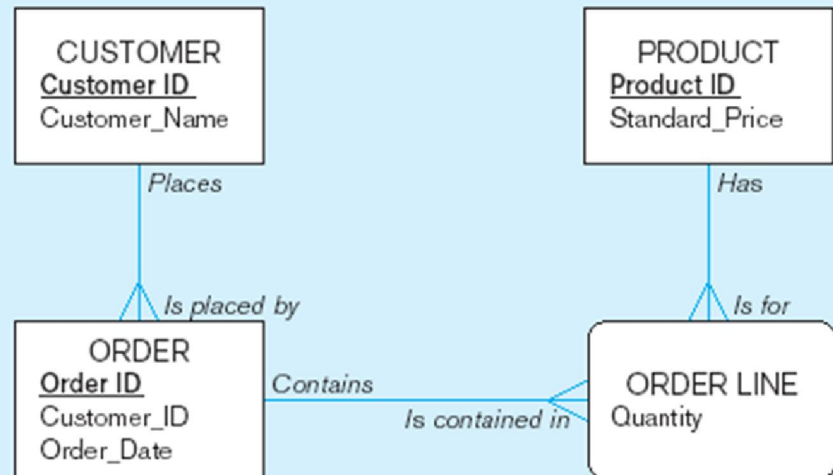 CUSTOMER
Customer ID
Customer_Name
PRODUCT
Product ID
Standard_Price
Places
Has
Is placed by
Is for
ORDER
Order ID
Customer_ID
Order_Date
Contains
Is contained in
ORDER LINE
Quantity